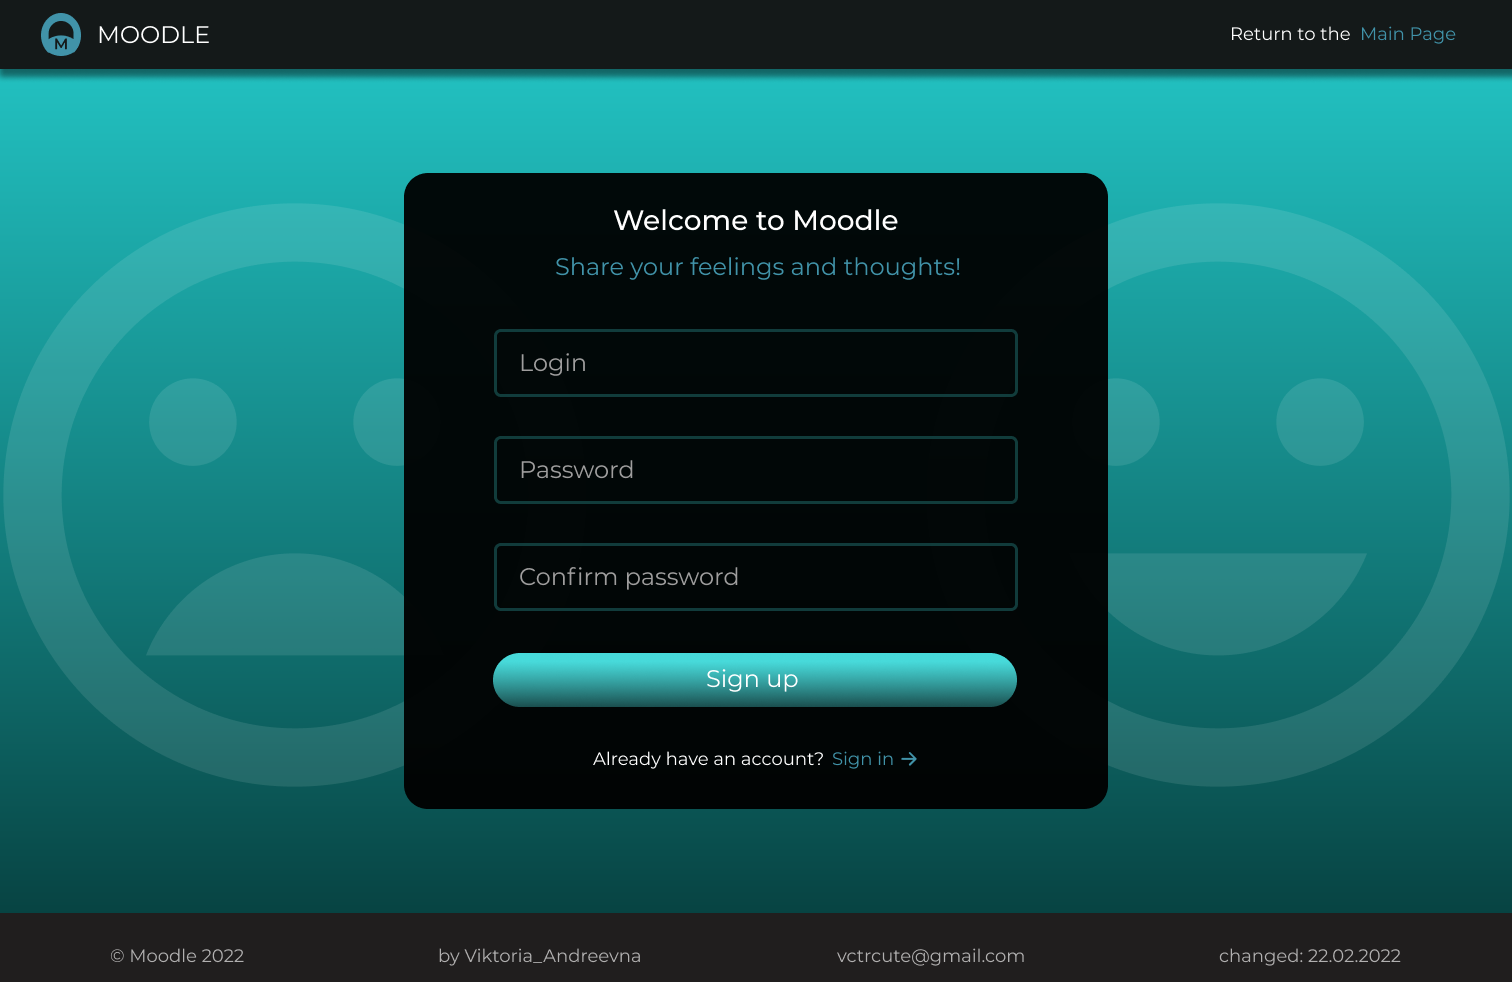 M
MOODLE
Return to the Main Page
Welcome to Moodle
Share your feelings and thoughts!
Login
Password
Confirm password
Sign up
Already have an account? Sign in →
© Moodle 2022
by Viktoria_Andreevna
vctrcute@gmail.com
changed: 22.02.2022